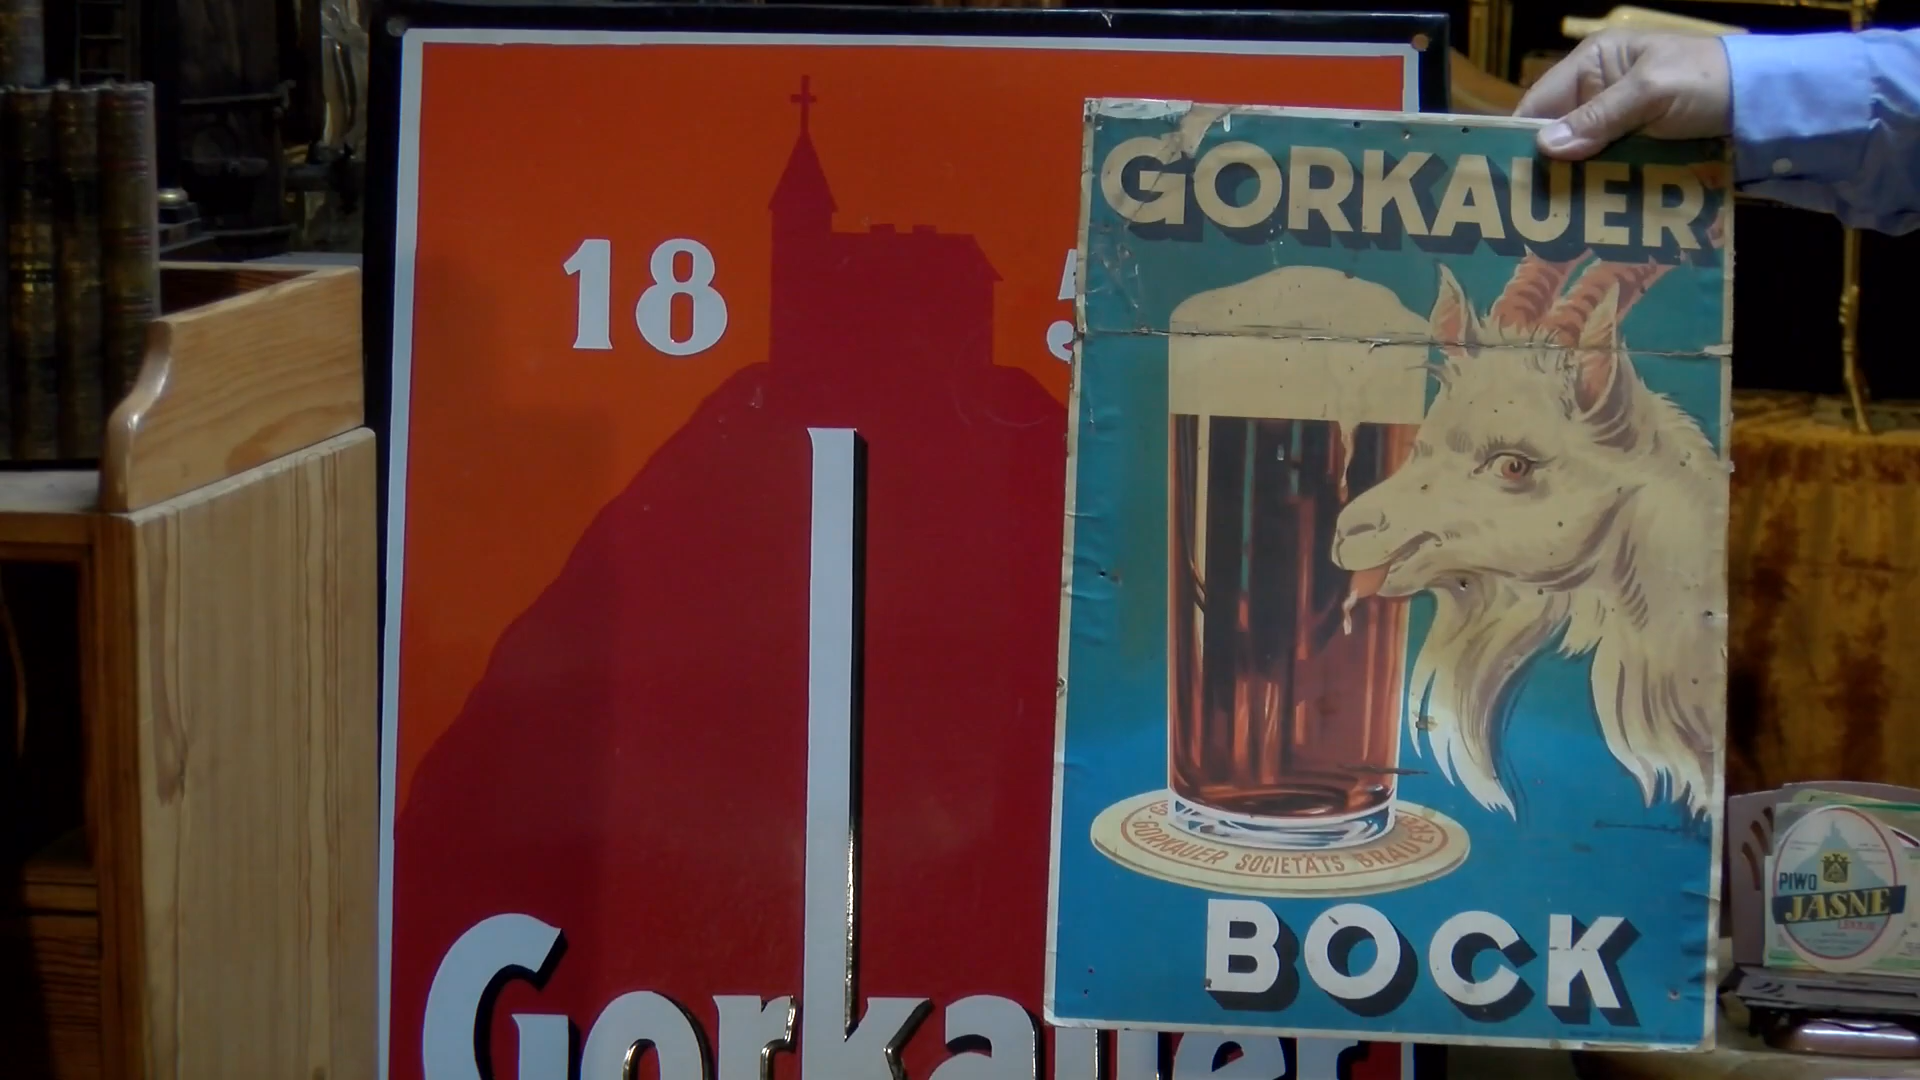 18
Gorkauer
GORKAUER
GORKAUER SOCIETÄTS BRAUEREI
BOCK
PIWO
JASNE